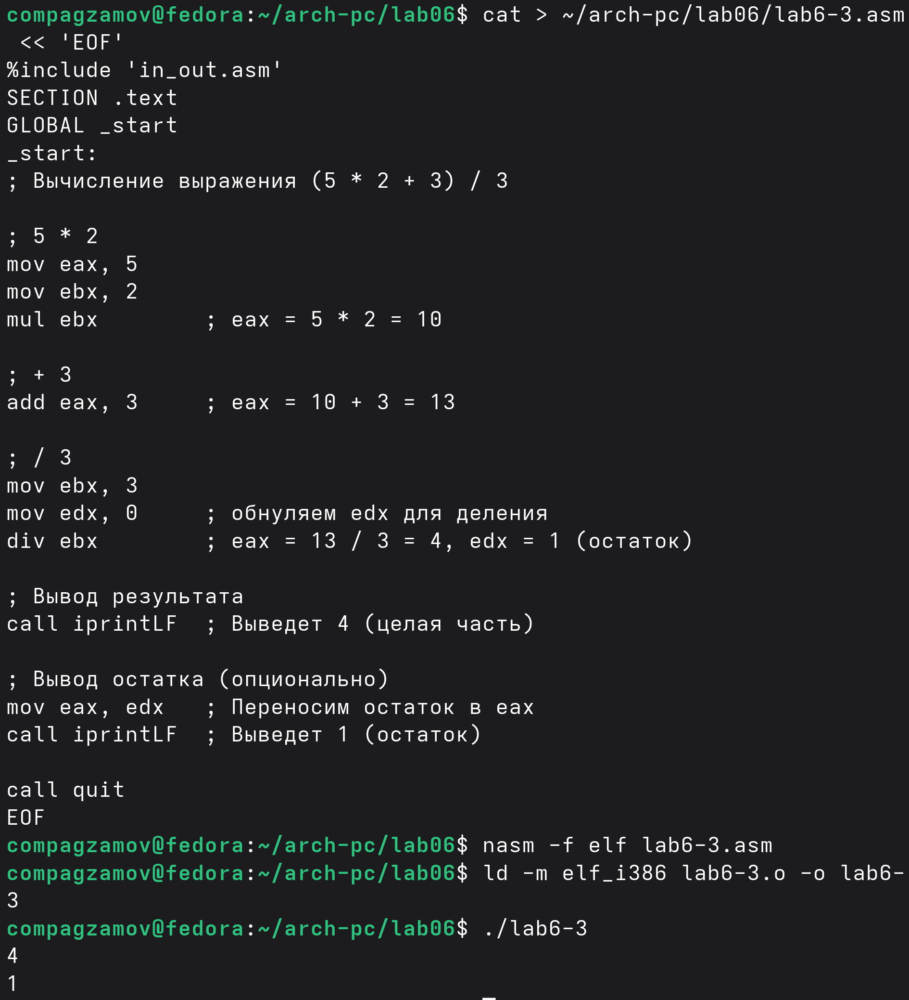 compagzamov@fedora:~/arch-pc/lab06$ cat > ~/arch-pc/lab06/lab6-3.asm
 << 'EOF'
%include 'in_out.asm'
SECTION .text
GLOBAL _start
_start:
; Вычисление выражения (5 * 2 + 3) / 3

; 5 * 2
mov eax, 5
mov ebx, 2
mul ebx        ; eax = 5 * 2 = 10

; + 3
add eax, 3     ; eax = 10 + 3 = 13

; / 3
mov ebx, 3
mov edx, 0     ; обнуляем edx для деления
div ebx        ; eax = 13 / 3 = 4, edx = 1 (остаток)

; Вывод результата
call iprintLF  ; Выведет 4 (целая часть)

; Вывод остатка (опционально)
mov eax, edx   ; Переносим остаток в eax
call iprintLF  ; Выведет 1 (остаток)

call quit
EOF
compagzamov@fedora:~/arch-pc/lab06$ nasm -f elf lab6-3.asm
compagzamov@fedora:~/arch-pc/lab06$ ld -m elf_i386 lab6-3.o -o lab6-
3
compagzamov@fedora:~/arch-pc/lab06$ ./lab6-3
4
1